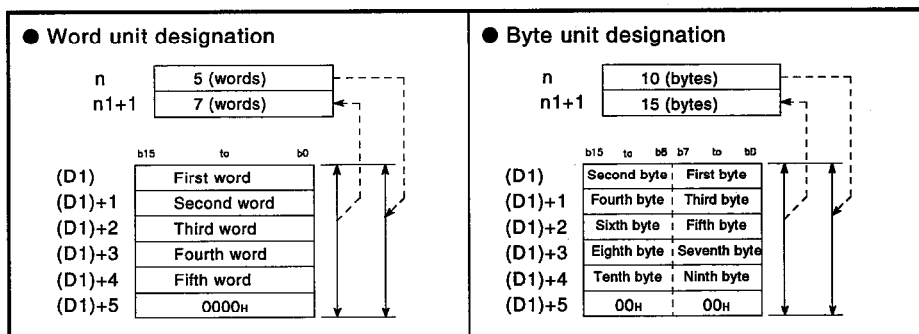 ● Word unit designation
n 5 (words)
n1+1 7 (words)
b15 to b0
(D1) First word
(D1)+1 Second word
(D1)+2 Third word
(D1)+3 Fourth word
(D1)+4 Fifth word
(D1)+5 0000H
● Byte unit designation
n 10 (bytes)
n1+1 15 (bytes)
b15 to b8 b7 to b0
(D1) Second byte First byte
(D1)+1 Fourth byte Third byte
(D1)+2 Sixth byte Fifth byte
(D1)+3 Eighth byte Seventh byte
(D1)+4 Tenth byte Ninth byte
(D1)+5 00H 00H